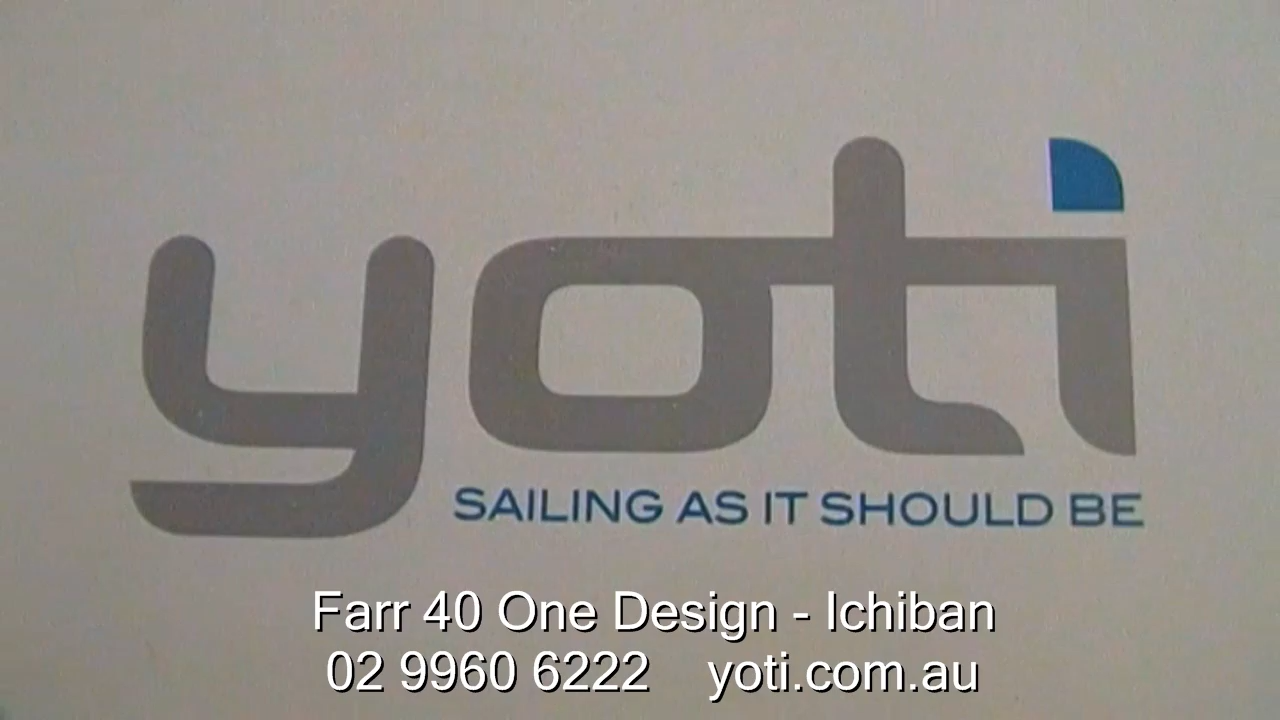 yoti
SAILING AS IT SHOULD BE
Farr 40 One Design - Ichiban
02 9960 6222 yoti.com.au